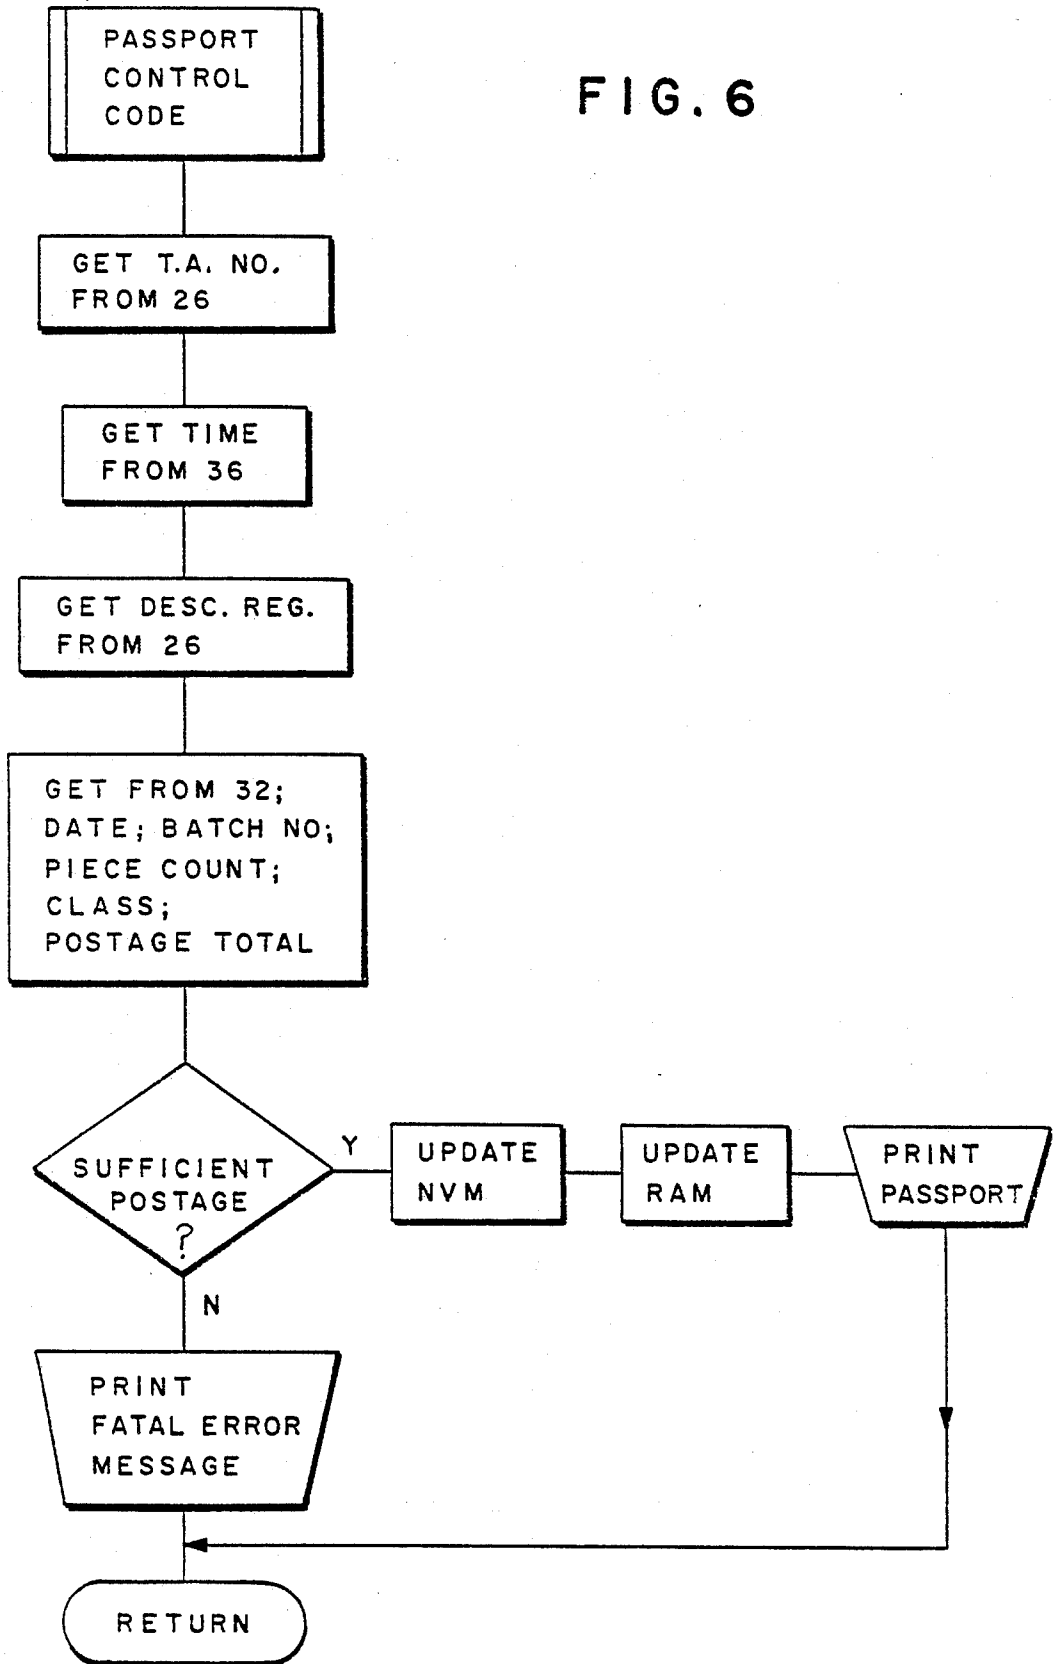 PASSPORT
CONTROL
CODE
FIG. 6
GET T.A. NO.
FROM 26
GET TIME
FROM 36
GET DESC. REG.
FROM 26
GET FROM 32;
DATE; BATCH NO;
PIECE COUNT;
CLASS;
POSTAGE TOTAL
SUFFICIENT
POSTAGE
?
Y
UPDATE
NVM
UPDATE
RAM
PRINT
PASSPORT
N
PRINT
FATAL ERROR
MESSAGE
RETURN